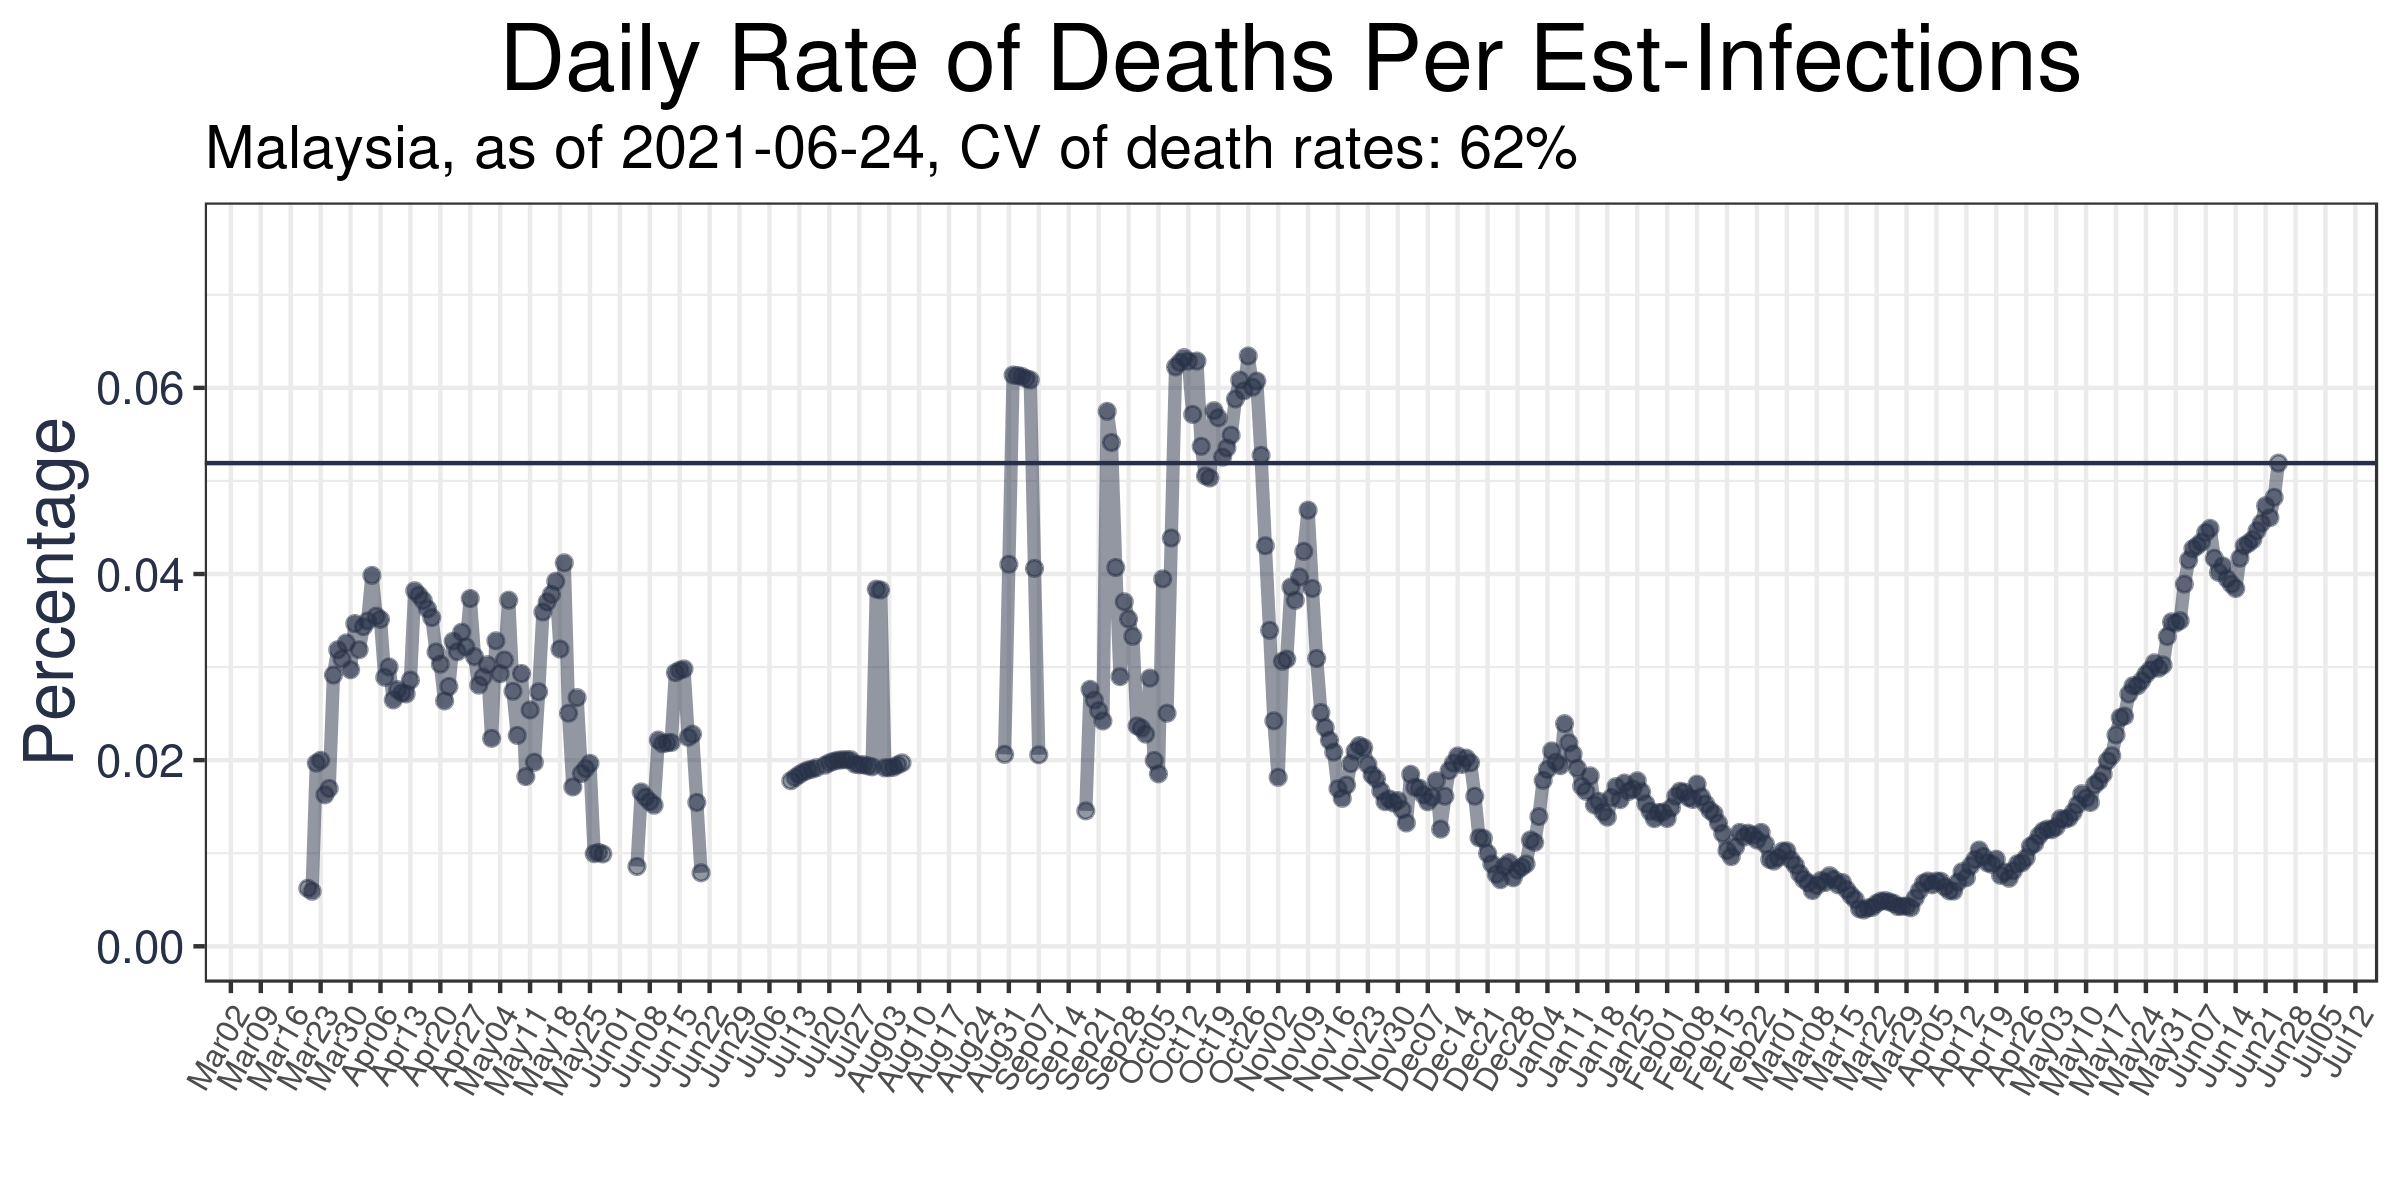 Daily Rate of Deaths Per Est-Infections
Malaysia, as of 2021-06-24, CV of death rates: 62%
Percentage
0.06
0.04
0.02
0.00
Mar02 Mar09 Mar16 Mar23 Mar30 Apr06 Apr13 Apr20 Apr27 May04 May11 May18 May25 Jun01 Jun08 Jun15 Jun22 Jun29 Jul06 Jul13 Jul20 Jul27 Aug03 Aug10 Aug17 Aug24 Aug31 Sep07 Sep14 Sep21 Sep28 Oct05 Oct12 Oct19 Oct26 Nov02 Nov09 Nov16 Nov23 Nov30 Dec07 Dec14 Dec21 Dec28 Jan04 Jan11 Jan18 Jan25 Feb01 Feb08 Feb15 Feb22 Mar01 Mar08 Mar15 Mar22 Mar29 Apr05 Apr12 Apr19 Apr26 May03 May10 May17 May24 May31 Jun07 Jun14 Jun21 Jun28 Jul05 Jul12